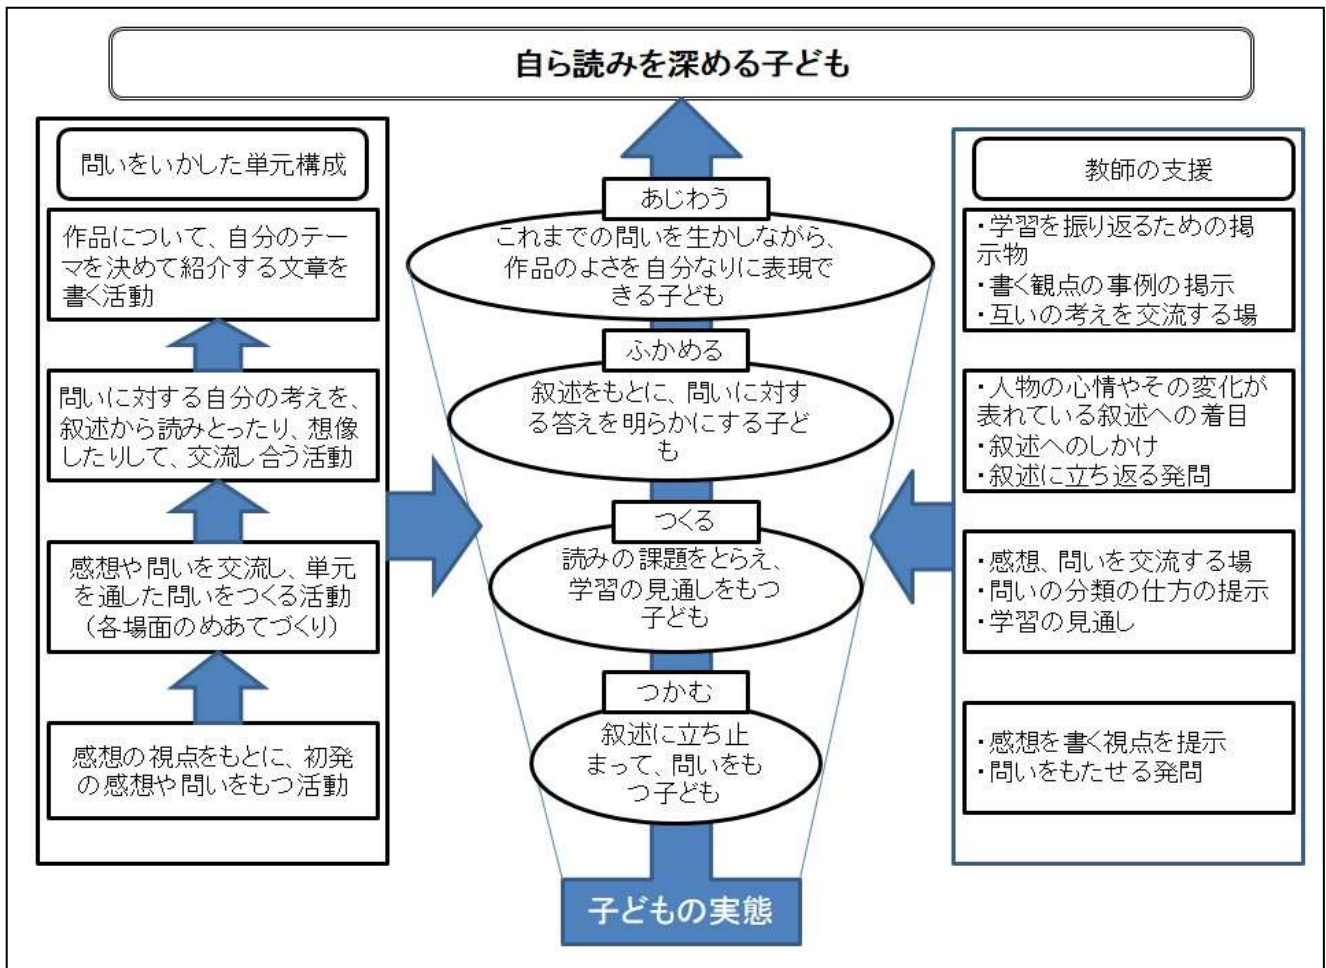 自ら読みを深める子ども
問いをいかした単元構成
作品について、自分のテー
マを決めて紹介する文章を
書く活動
問いに対する自分の考えを、
叙述から読みとったり、想像
したりして、交流し合う活動
感想や問いを交流し、単元
を通した問いをつくる活動
(各場面のめあてづくり)
感想の視点をもとに、初発
の感想や問いをもつ活動
あじわう
これまでの問いを生かしながら、
作品のよさを自分なりに表現で
きる子ども
ふかめる
叙述をもとに、問いに対す
る答えを明らかにする子ど
も
つくる
読みの課題をとらえ、
学習の見通しをもつ
子ども
つかむ
叙述に立ち止
まって、問いをも
つ子ども
子どもの実態
教師の支援
・学習を振り返るための掲
示物
・書く観点の事例の掲示
・互いの考えを交流する場
・人物の心情やその変化が
表れている叙述への着目
・叙述へのしかけ
・叙述に立ち返る発問
・感想、問いを交流する場
・問いの分類の仕方の提示
・学習の見通し
・感想を書く視点を提示
・問いをもたせる発問